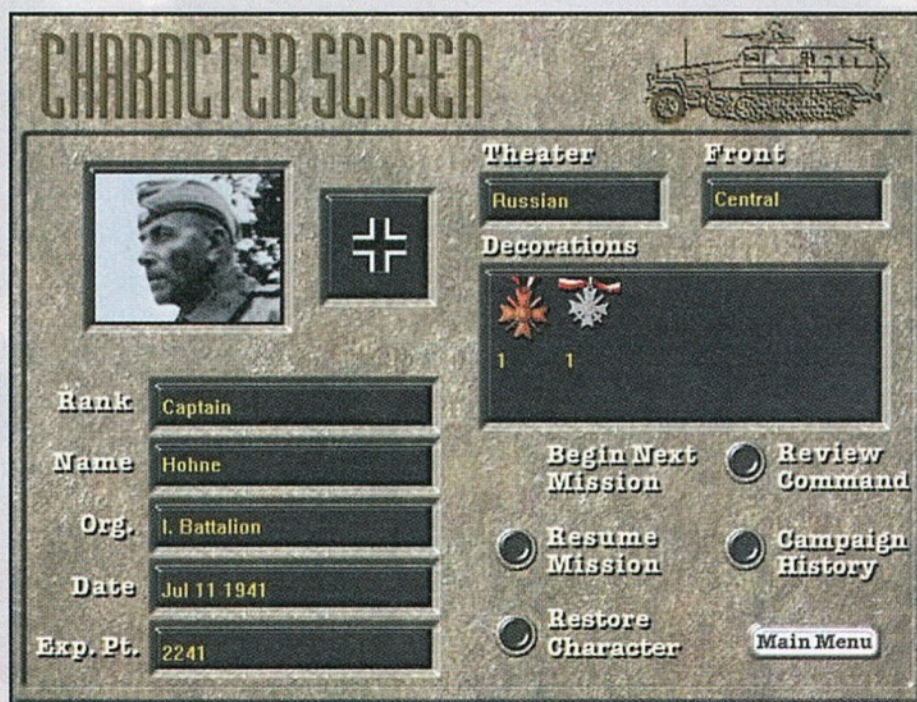 CHARACTER SCREEN
Theater
Front
Russian
Central
Decorations
1 1
Rank
Captain
Name
Hohne
Org.
I. Battalion
Date
Jul 11 1941
Exp. Pt.
2241
Begin Next
Mission
Review
Command
Resume
Mission
Campaign
History
Restore
Character
Main Menu